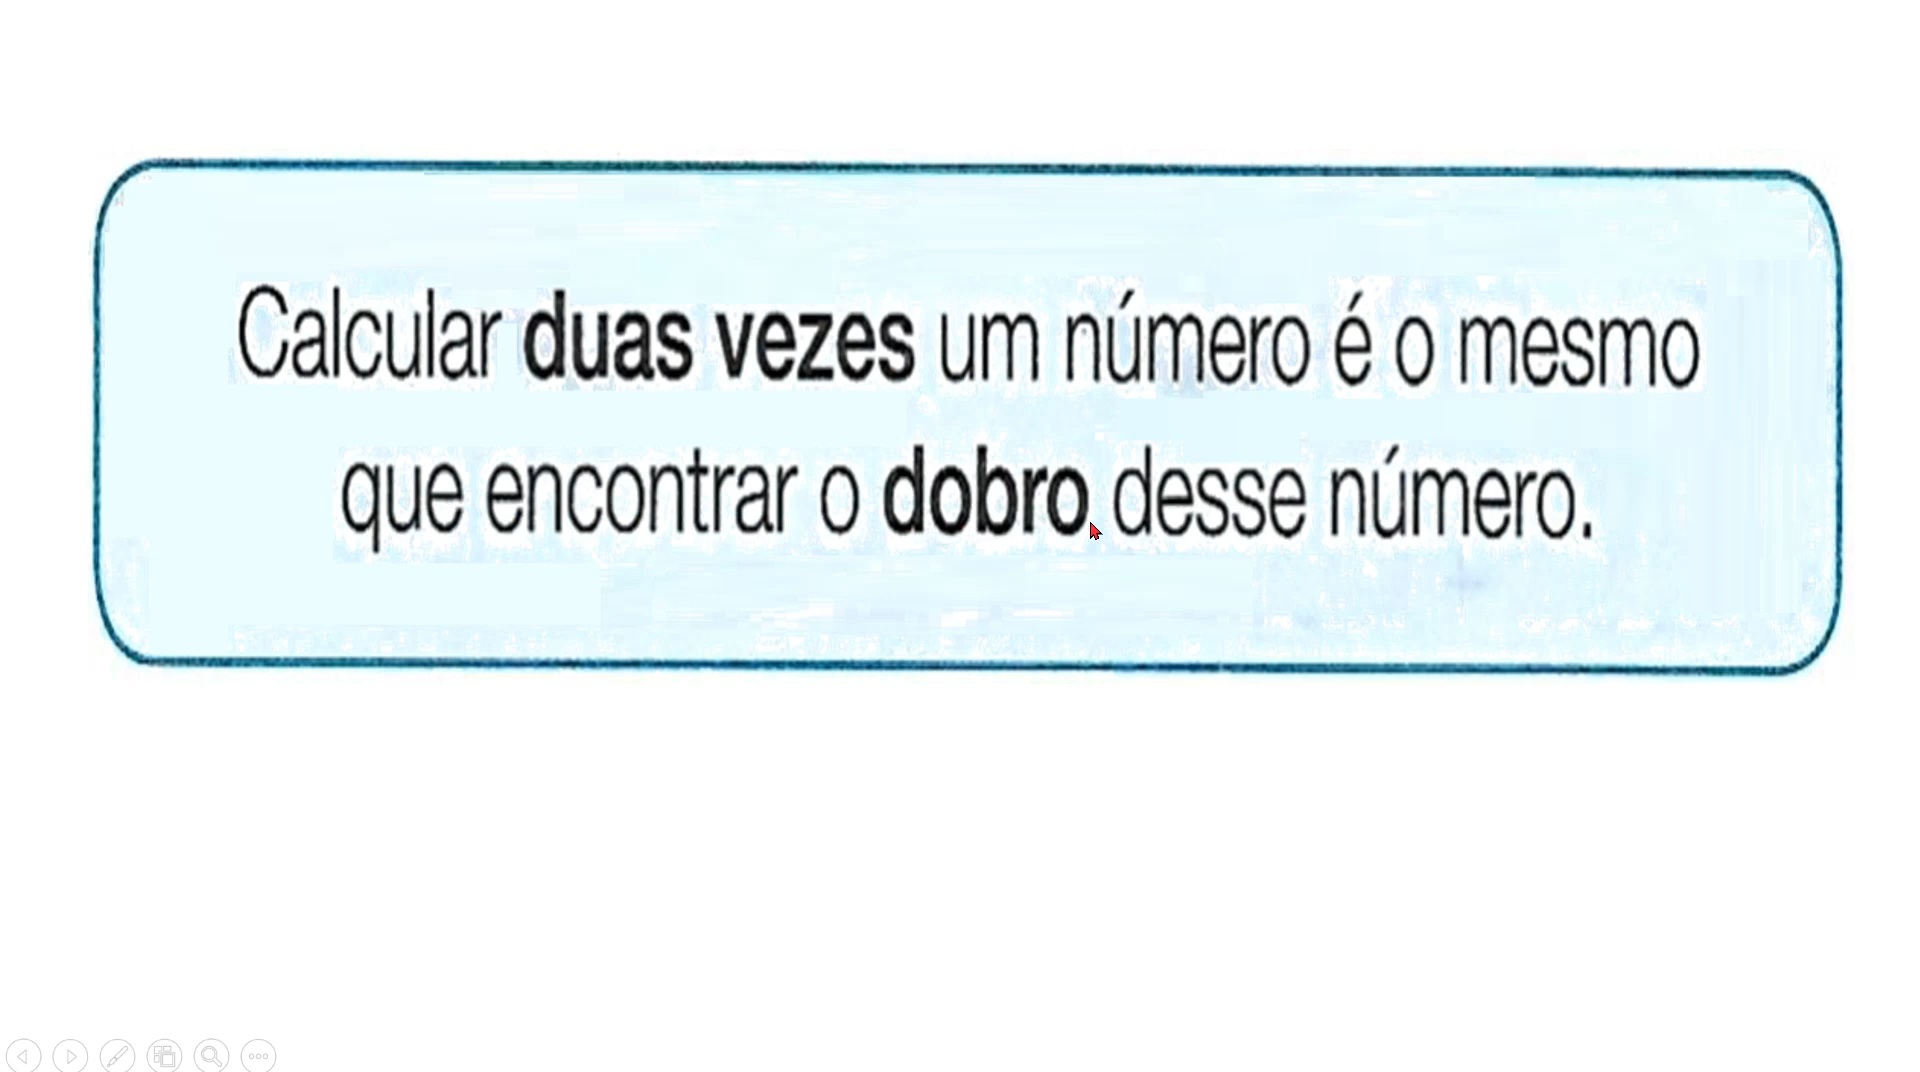 Calcular duas vezes um número é o mesmo
que encontrar o dobro desse número.